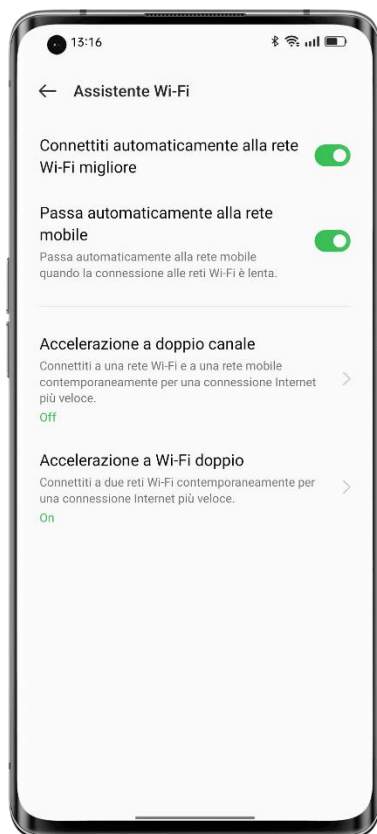 13:16
Assistente Wi-Fi
Connettiti automaticamente alla rete
Wi-Fi migliore
Passa automaticamente alla rete
mobile
Passa automaticamente alla rete mobile
quando la connessione alle reti Wi-Fi è lenta.
Accelerazione a doppio canale
Connettiti a una rete Wi-Fi e a una rete mobile
contemporaneamente per una connessione Internet
più veloce.
Off
Accelerazione a Wi-Fi doppio
Connettiti a due reti Wi-Fi contemporaneamente per
una connessione Internet più veloce.
On